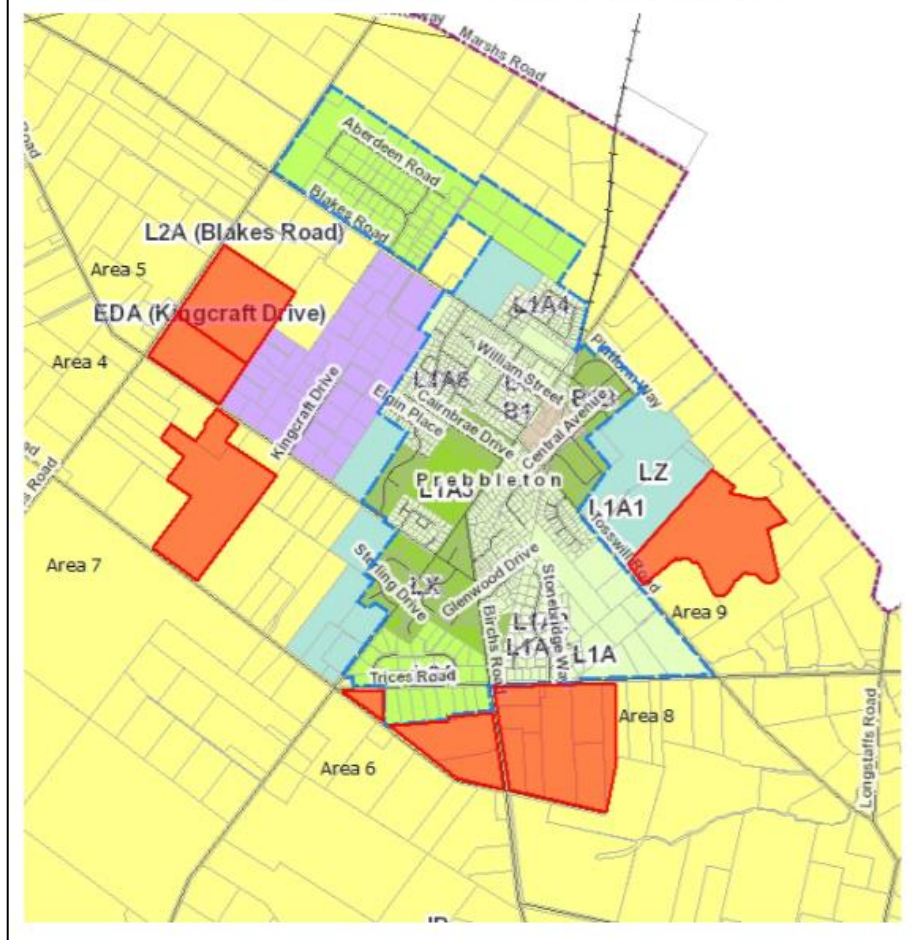 Marshs Road
Aberdeen Road
Blakes Road
L2A (Blakes Road)
Area 5
EDA (Kingcraft Drive)
L1A4
Platform Way
Area 4
William Street
L1A6
B1
Elgin Place
Cairnbrae Drive
Central Avenue
Kingcraft Drive
Prebbleton
LZ
L1A3
L1A1
Tosswill Road
Area 7
Sterling Drive
LX
Glenwood Drive
Stonebridge Way
Area 9
Birchs Road
L1A
Trices Road
Area 8
Area 6
Longstaffs Road